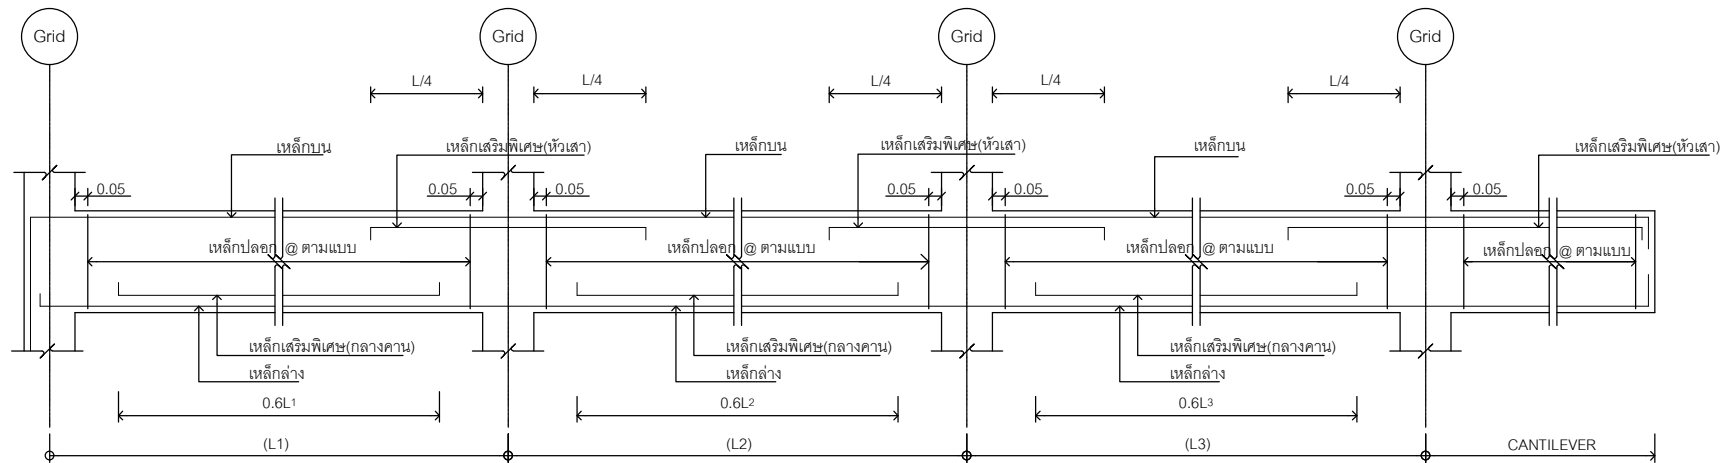 Grid Grid Grid Grid
L/4 L/4 L/4 L/4 L/4
เหล็กบน เหล็กเสริมพิเศษ(หัวเสา) เหล็กบน เหล็กเสริมพิเศษ(หัวเสา) เหล็กบน เหล็กเสริมพิเศษ(หัวเสา)
0.05 0.05 0.05 0.05 0.05 0.05 0.05
เหล็กปลอก @ ตามแบบ เหล็กปลอก @ ตามแบบ เหล็กปลอก @ ตามแบบ เหล็กปลอก @ ตามแบบ
เหล็กเสริมพิเศษ(กลางคาน) เหล็กเสริมพิเศษ(กลางคาน) เหล็กเสริมพิเศษ(กลางคาน)
เหล็กล่าง เหล็กล่าง เหล็กล่าง
0.6L1 0.6L2 0.6L3
(L1) (L2) (L3) CANTILEVER